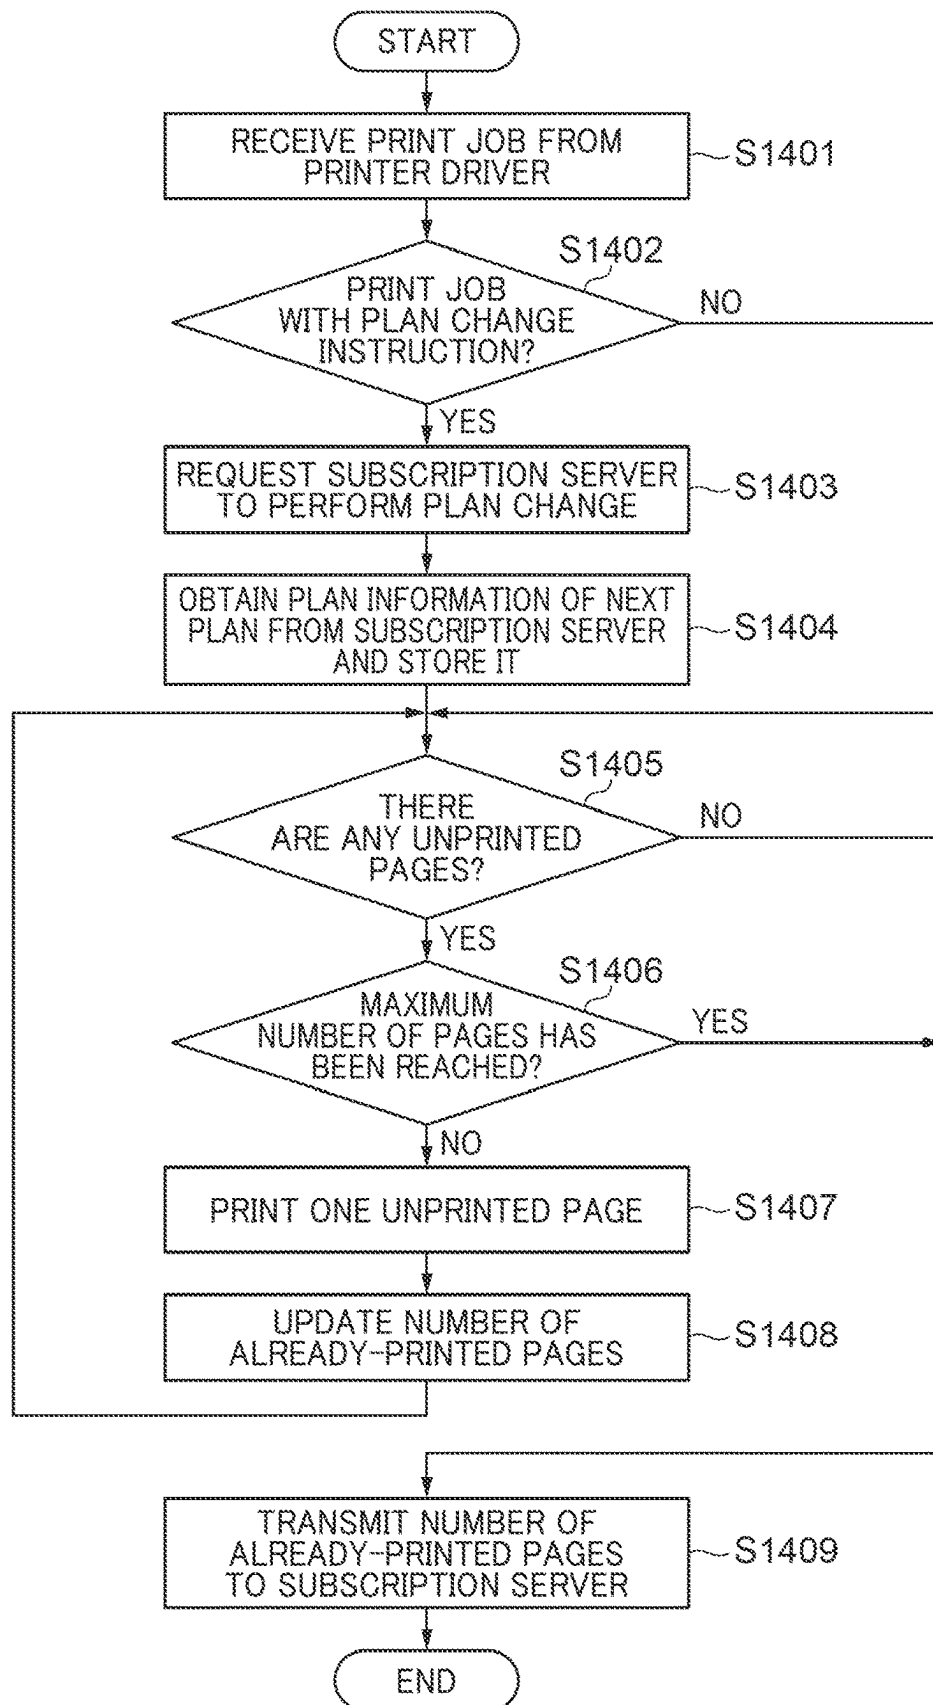 START
RECEIVE PRINT JOB FROM
PRINTER DRIVER
S1401
S1402
PRINT JOB
WITH PLAN CHANGE
INSTRUCTION?
NO
YES
REQUEST SUBSCRIPTION SERVER
TO PERFORM PLAN CHANGE
S1403
OBTAIN PLAN INFORMATION OF NEXT
PLAN FROM SUBSCRIPTION SERVER
AND STORE IT
S1404
S1405
THERE
ARE ANY UNPRINTED
PAGES?
NO
YES
S1406
MAXIMUM
NUMBER OF PAGES HAS
BEEN REACHED?
YES
NO
PRINT ONE UNPRINTED PAGE
S1407
UPDATE NUMBER OF
ALREADY-PRINTED PAGES
S1408
TRANSMIT NUMBER OF
ALREADY-PRINTED PAGES
TO SUBSCRIPTION SERVER
S1409
END